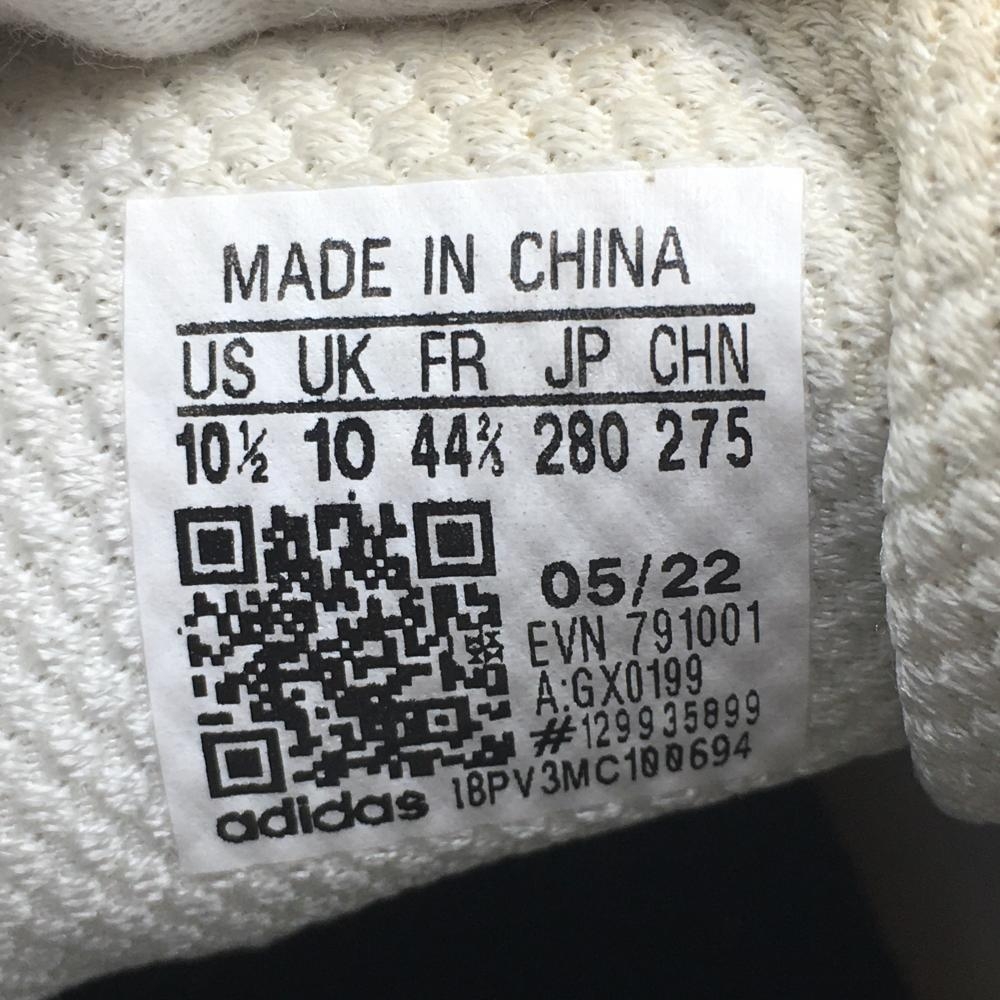 MADE IN CHINA
US UK FR JP CHN
10½ 10 44⅔ 280 275
05/22
EVN 791001
A:GX0199
#129935899
adidas 18PV3MC100694